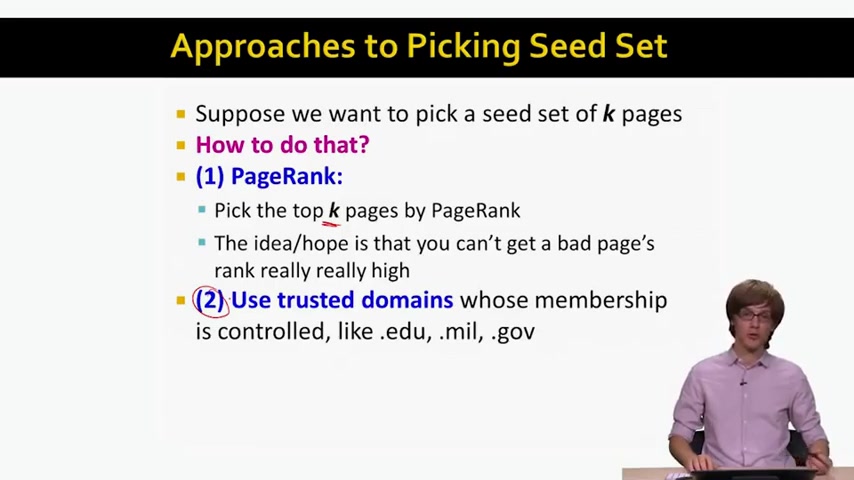 Approaches to Picking Seed Set
Suppose we want to pick a seed set of k pages
How to do that?
(1) PageRank:
Pick the top k pages by PageRank
The idea/hope is that you can't get a bad page's
rank really really high
(2) Use trusted domains whose membership
is controlled, like .edu, .mil, .gov